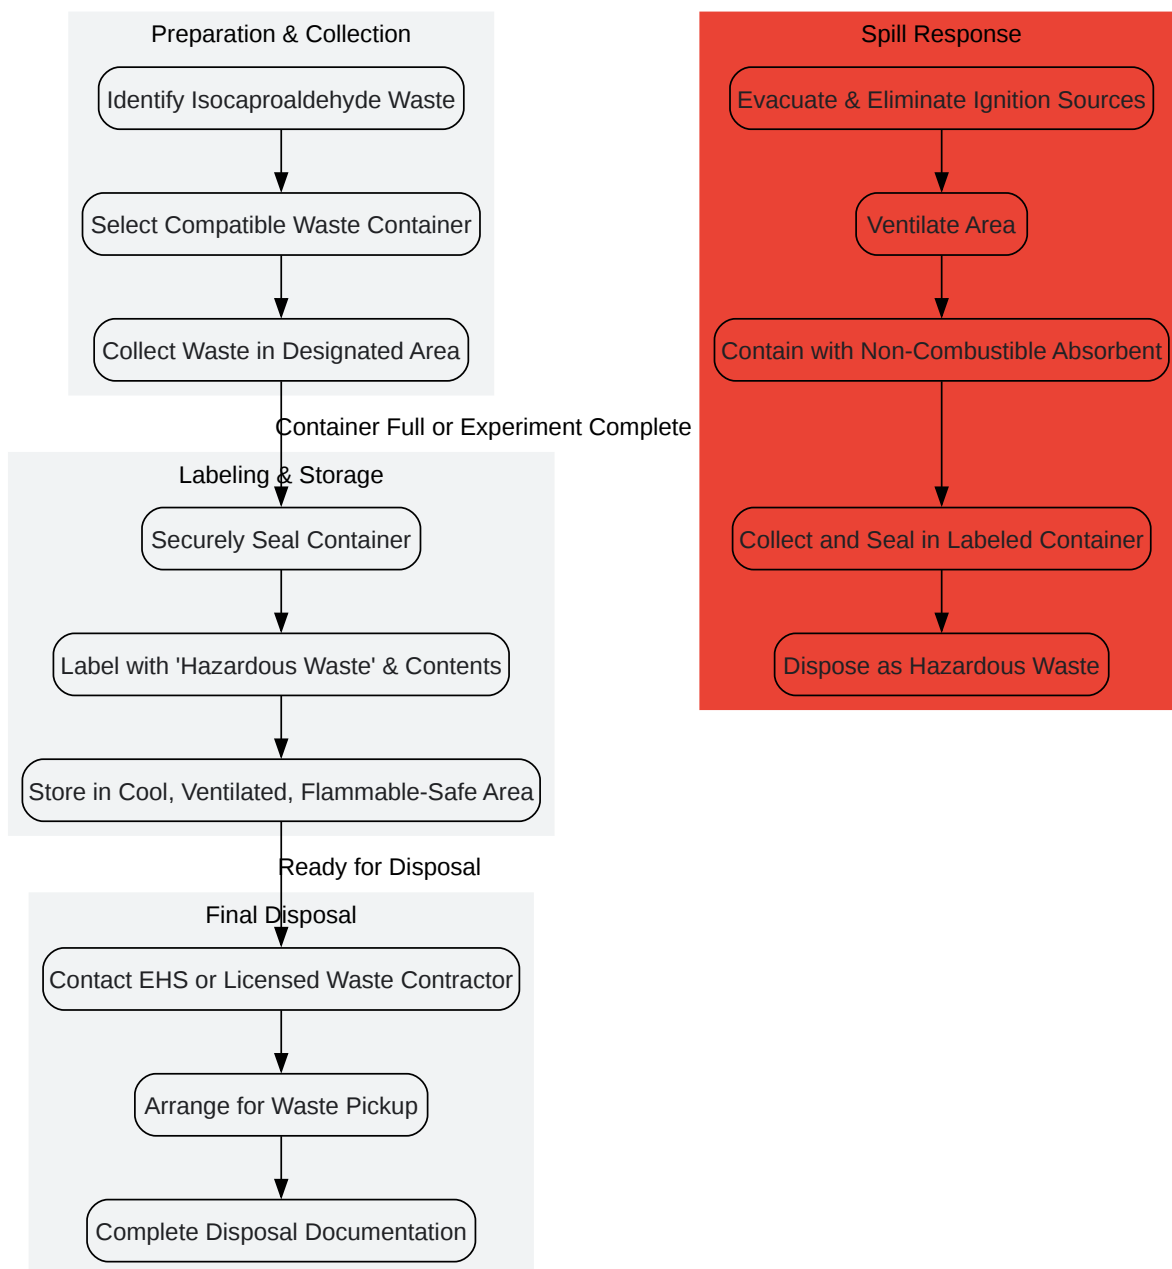 Preparation & Collection
Identify Isocaproaldehyde Waste
Select Compatible Waste Container
Collect Waste in Designated Area
Container Full or Experiment Complete
Labeling & Storage
Securely Seal Container
Label with 'Hazardous Waste' & Contents
Store in Cool, Ventilated, Flammable-Safe Area
Ready for Disposal
Final Disposal
Contact EHS or Licensed Waste Contractor
Arrange for Waste Pickup
Complete Disposal Documentation
Spill Response
Evacuate & Eliminate Ignition Sources
Ventilate Area
Contain with Non-Combustible Absorbent
Collect and Seal in Labeled Container
Dispose as Hazardous Waste